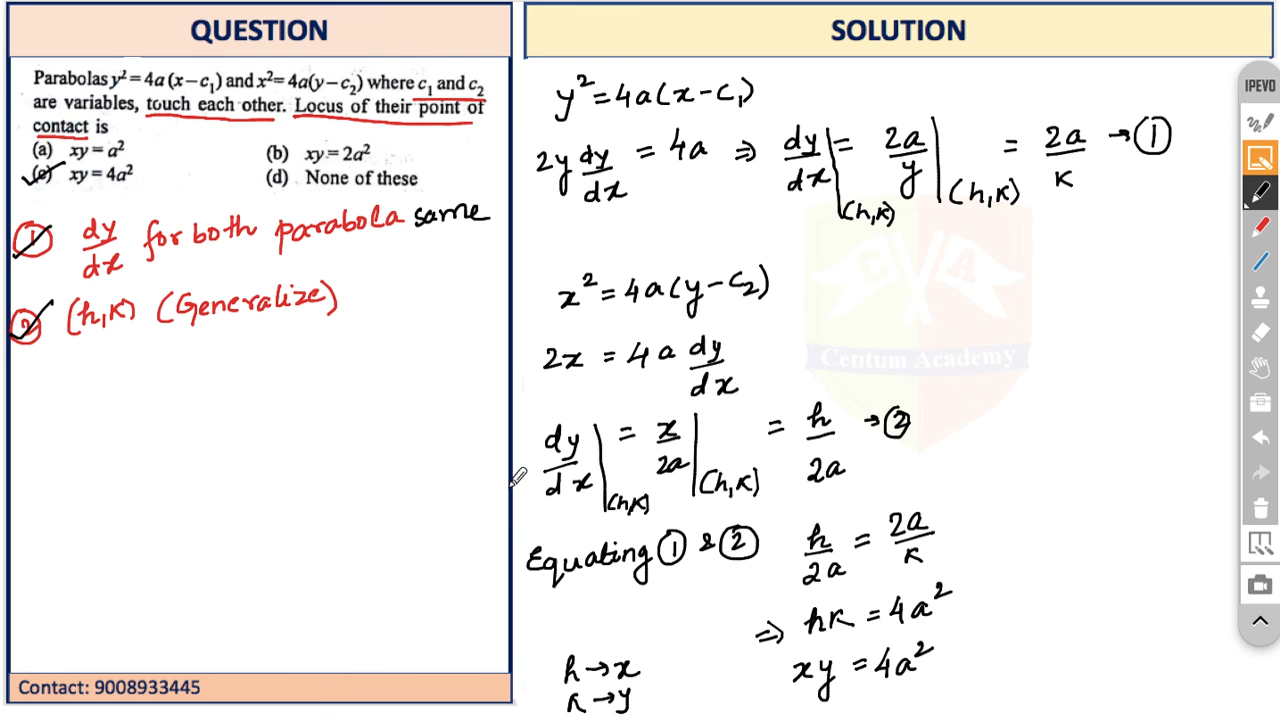 QUESTION
Parabolas y² = 4a (x–c₁) and x² = 4a(y–c₂) where c₁ and c₂
are variables, touch each other. Locus of their point of
contact is
(a) xy = a²
(b) xy = 2a²
(c) xy = 4a²
(d) None of these
① dy/dx for both parabola same
② (h,k) (Generalize)
Contact: 9008933445
SOLUTION
y² = 4a(x–c₁)
2y dy/dx = 4a ⇒ dy/dx|(h,k) = 2a/y|(h,k) = 2a/k → ①
x² = 4a(y–c₂)
2x = 4a dy/dx
dy/dx|(h,k) = x/2a|(h,k) = h/2a → ②
Equating ① & ② h/2a = 2a/k
⇒ hk = 4a²
xy = 4a²
h → x
k → y
C A
Centum Academy
IPEVO